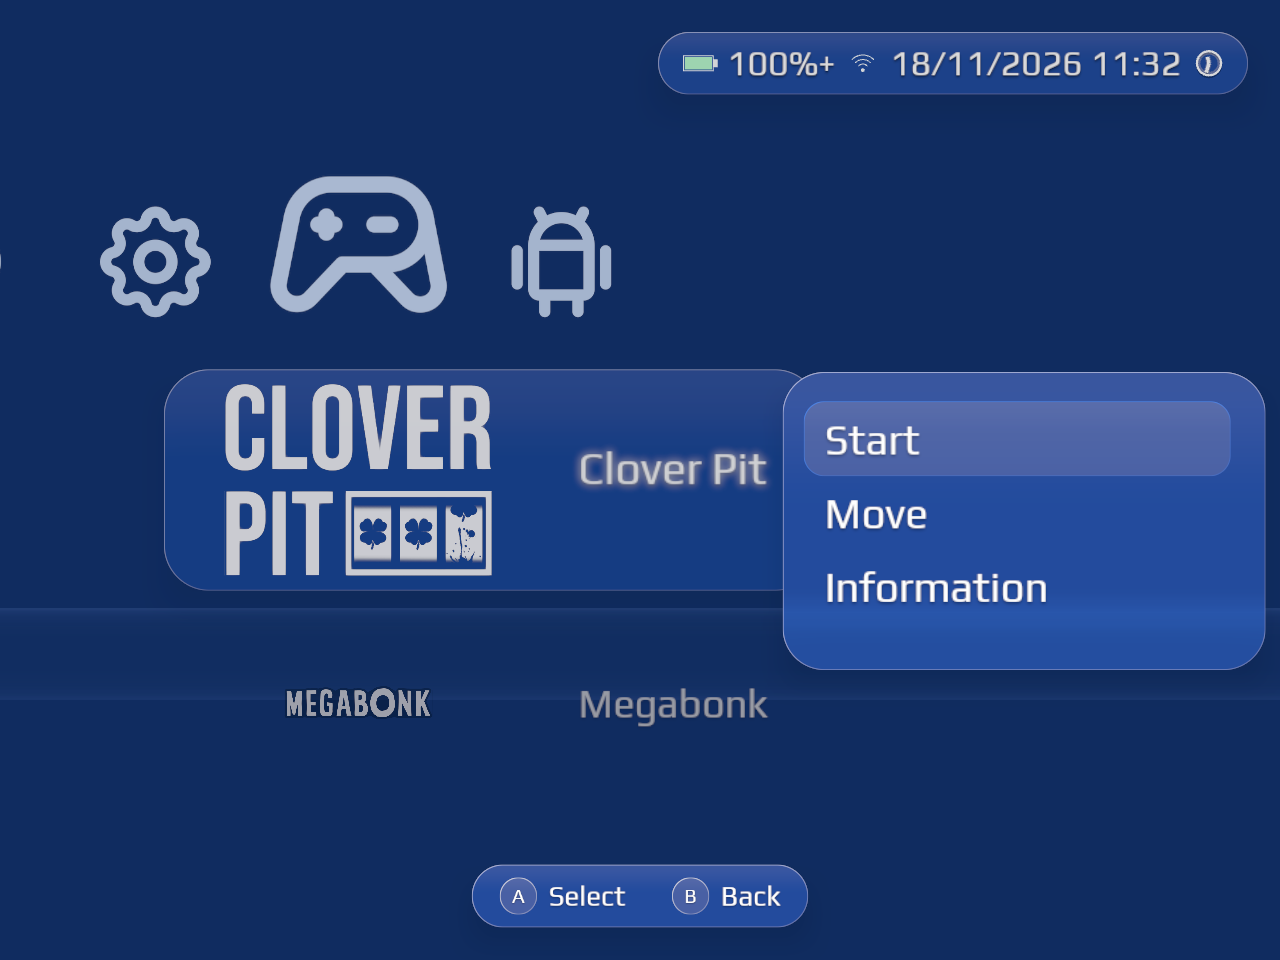 100%+ 18/11/2026 11:32
CLOVER
PIT
Clover Pit
Start
Move
Information
MEGABONK
Megabonk
A Select B Back